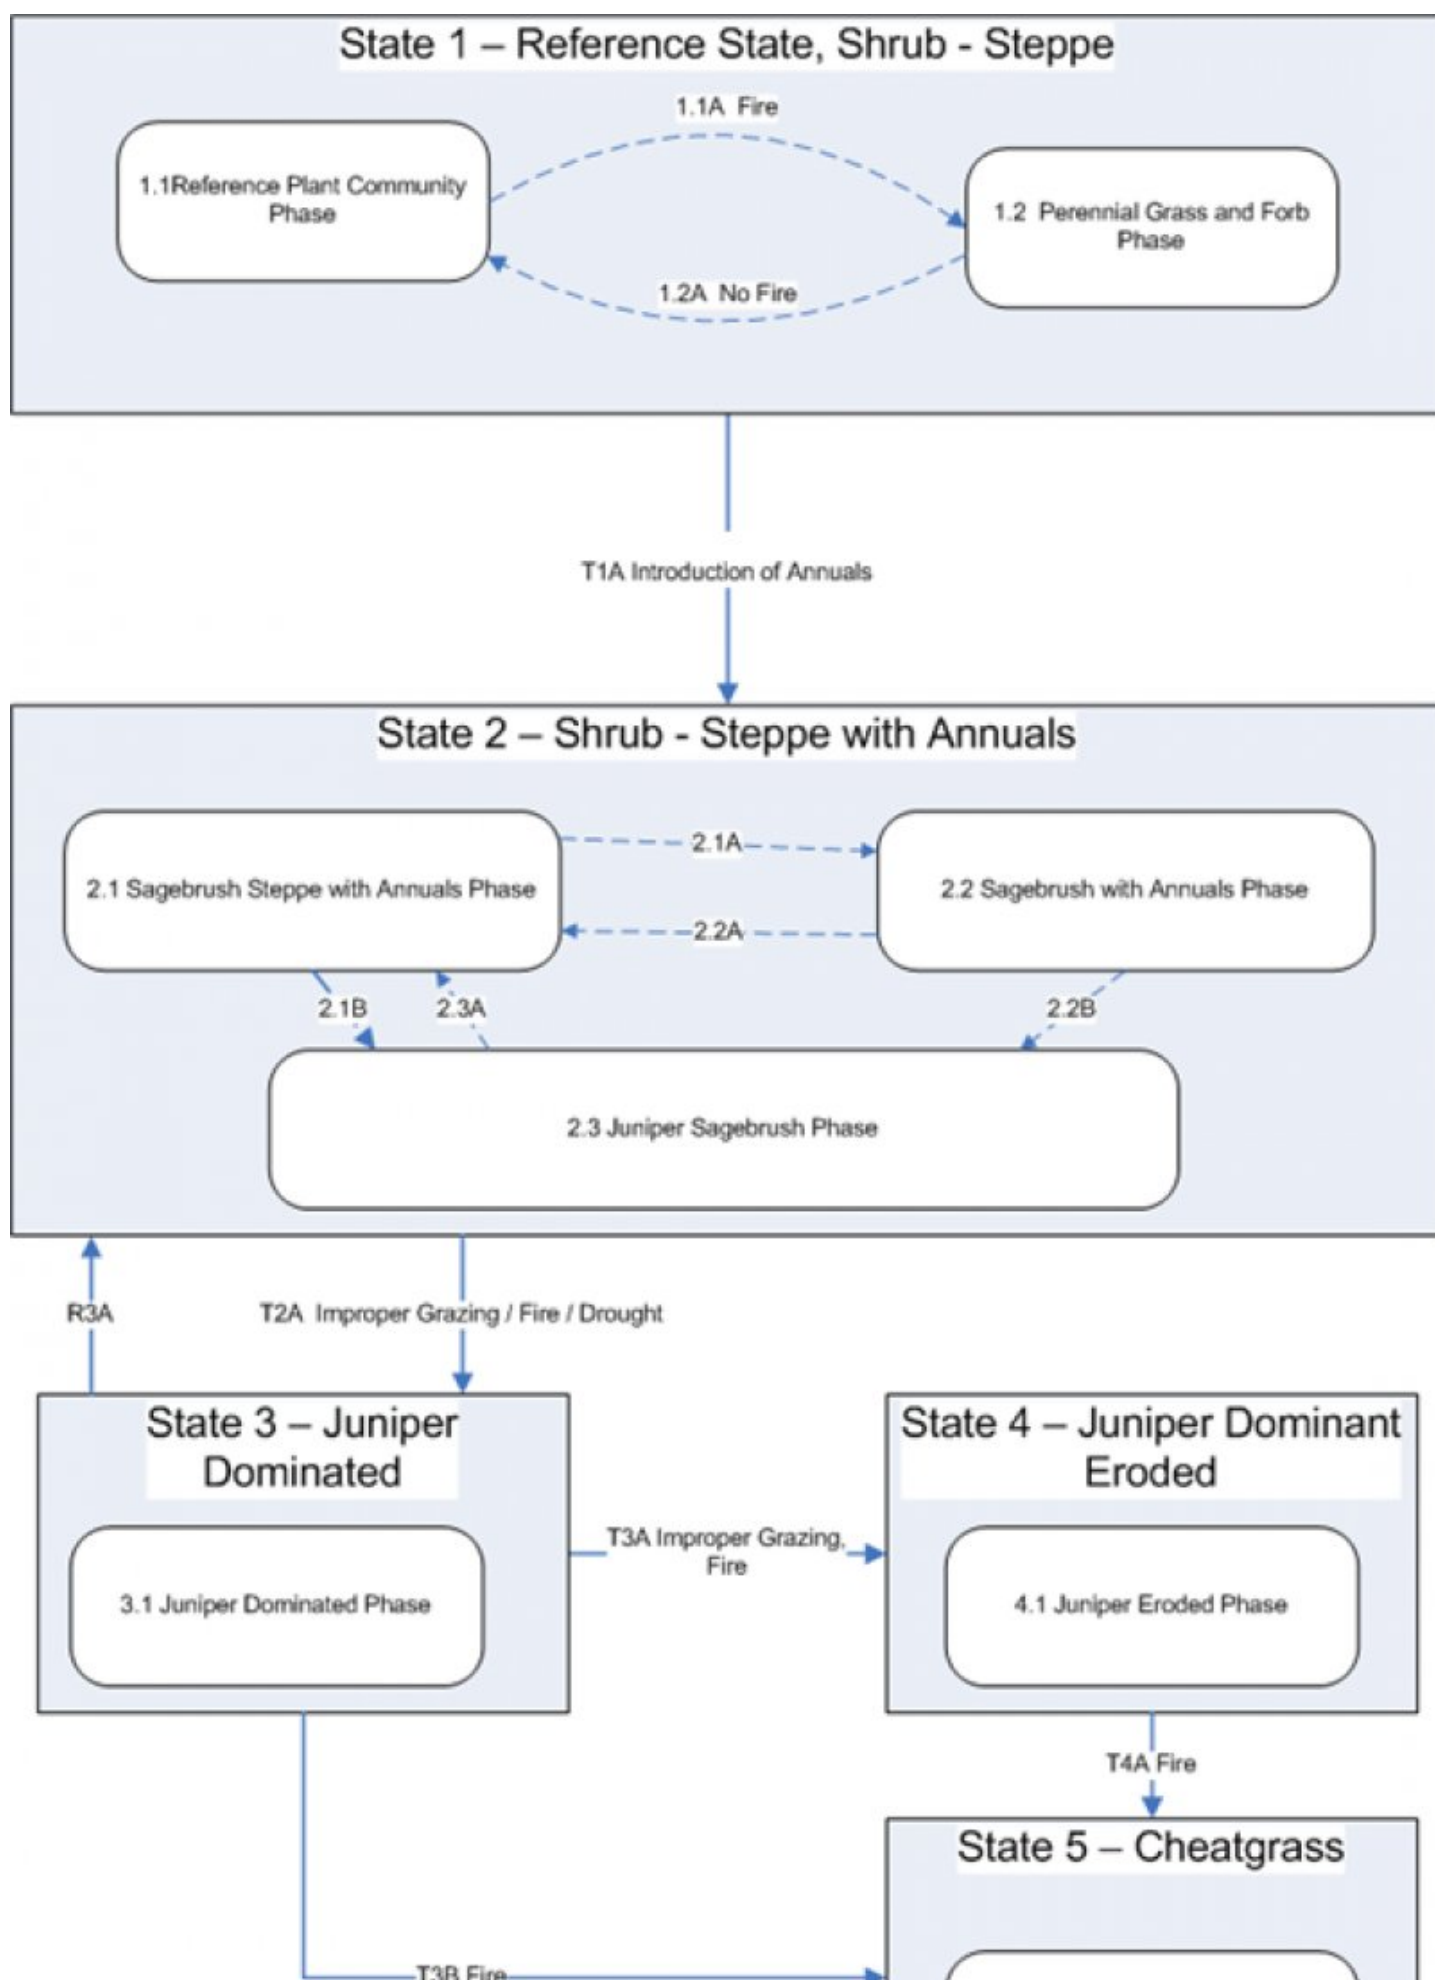 State 1 – Reference State, Shrub - Steppe
1.1A  Fire
1.1Reference Plant Community
Phase
1.2  Perennial Grass and Forb
Phase
1.2A  No Fire
T1A Introduction of Annuals
State 2 – Shrub - Steppe with Annuals
2.1A
2.1 Sagebrush Steppe with Annuals Phase
2.2 Sagebrush with Annuals Phase
2.2A
2.1B
2.3A
2.2B
2.3 Juniper Sagebrush Phase
R3A
T2A  Improper Grazing / Fire / Drought
State 3 – Juniper
Dominated
State 4 – Juniper Dominant
Eroded
T3A Improper Grazing,
Fire
3.1 Juniper Dominated Phase
4.1 Juniper Eroded Phase
T4A Fire
State 5 – Cheatgrass
T3B Fire